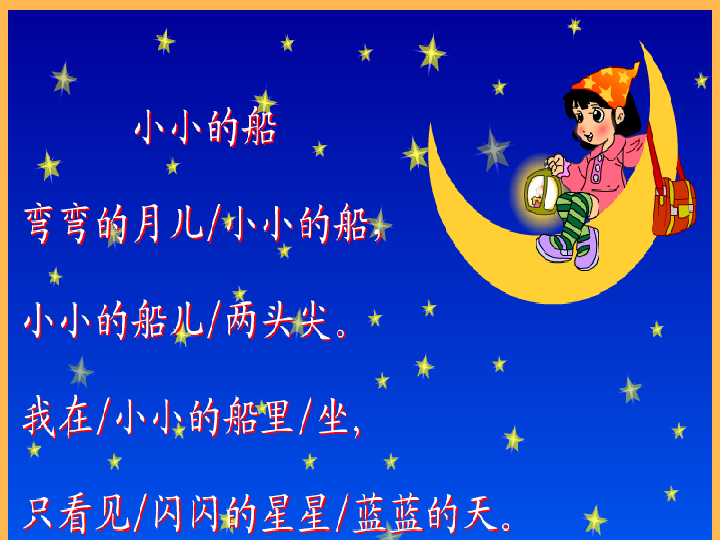 小小的船
弯弯的月儿/小小的船，
小小的船儿/两头尖。
我在/小小的船里/坐，
只看见/闪闪的星星/蓝蓝的天。